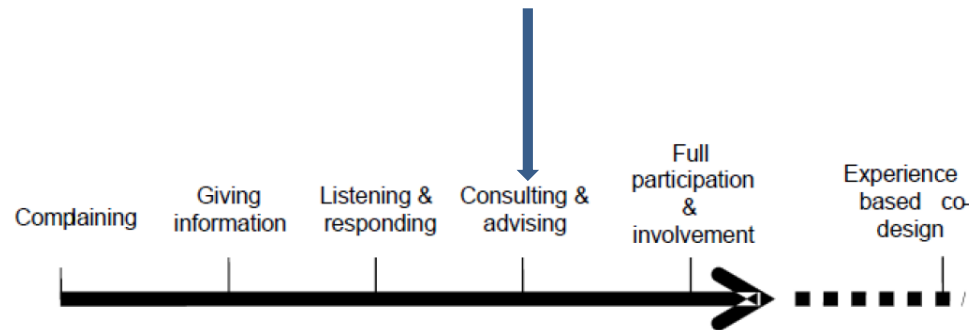 Complaining
Giving
information
Listening &
responding
Consulting &
advising
Full
participation
&
involvement
Experience
based co-
design